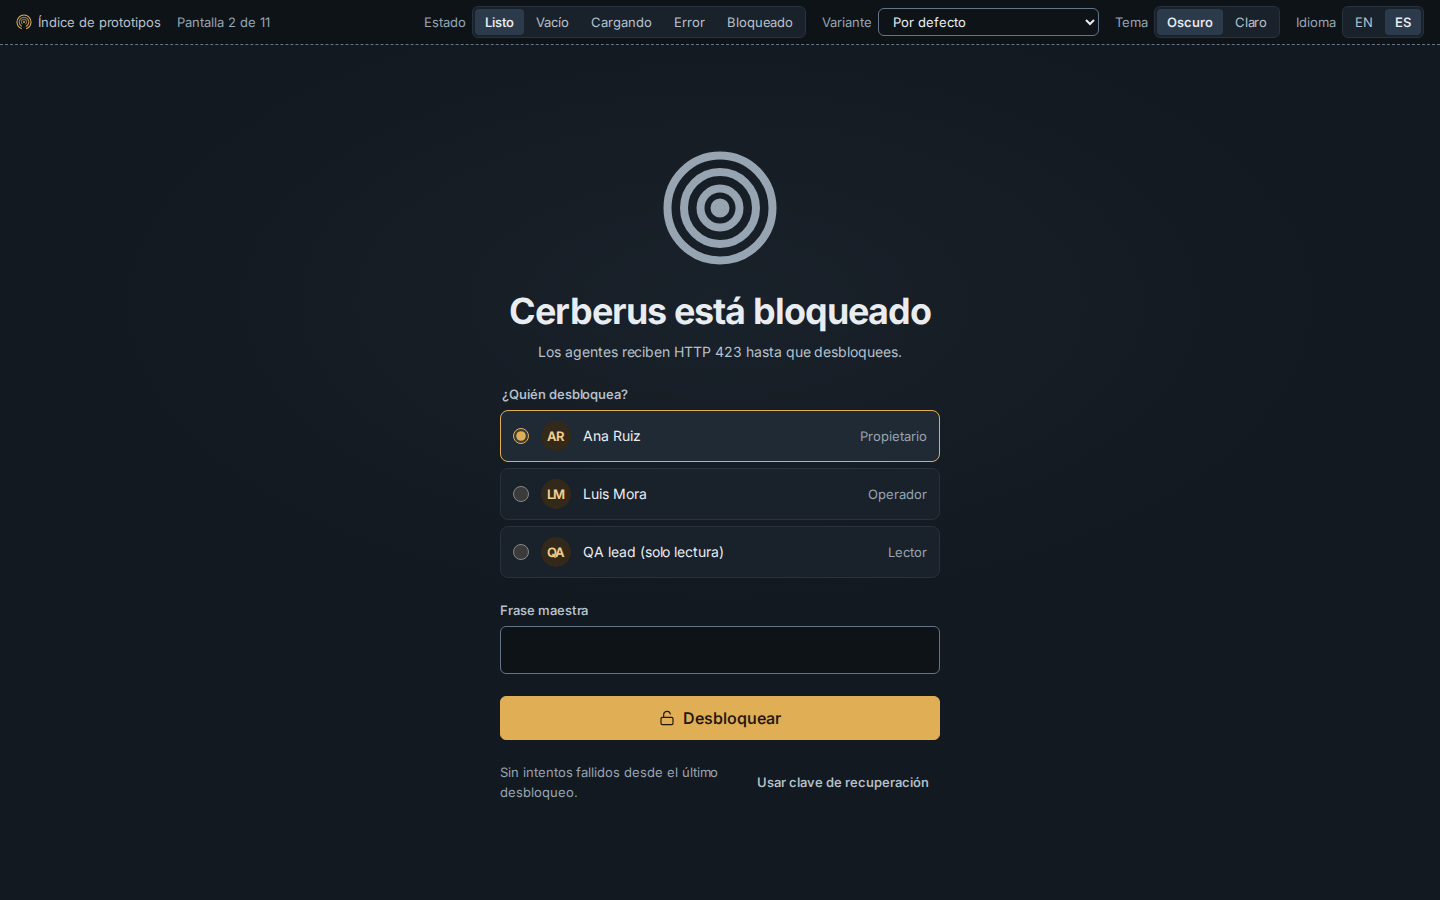 Índice de prototipos Pantalla 2 de 11 Estado Listo Vacío Cargando Error Bloqueado Variante Por defecto Tema Oscuro Claro Idioma EN ES
Cerberus está bloqueado
Los agentes reciben HTTP 423 hasta que desbloquees.
¿Quién desbloquea?
AR Ana Ruiz Propietario
LM Luis Mora Operador
QA QA lead (solo lectura) Lector
Frase maestra
Desbloquear
Sin intentos fallidos desde el último
desbloqueo.
Usar clave de recuperación